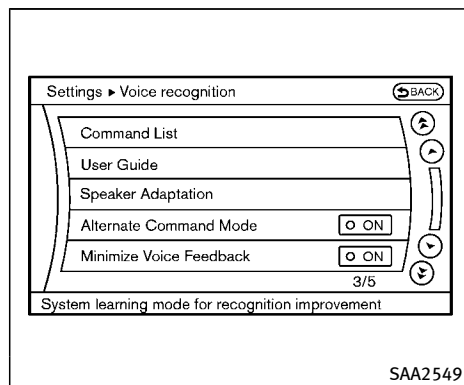 Settings ▸ Voice recognition
BACK
Command List
User Guide
Speaker Adaptation
Alternate Command Mode ON
Minimize Voice Feedback ON
3/5
System learning mode for recognition improvement
SAA2549